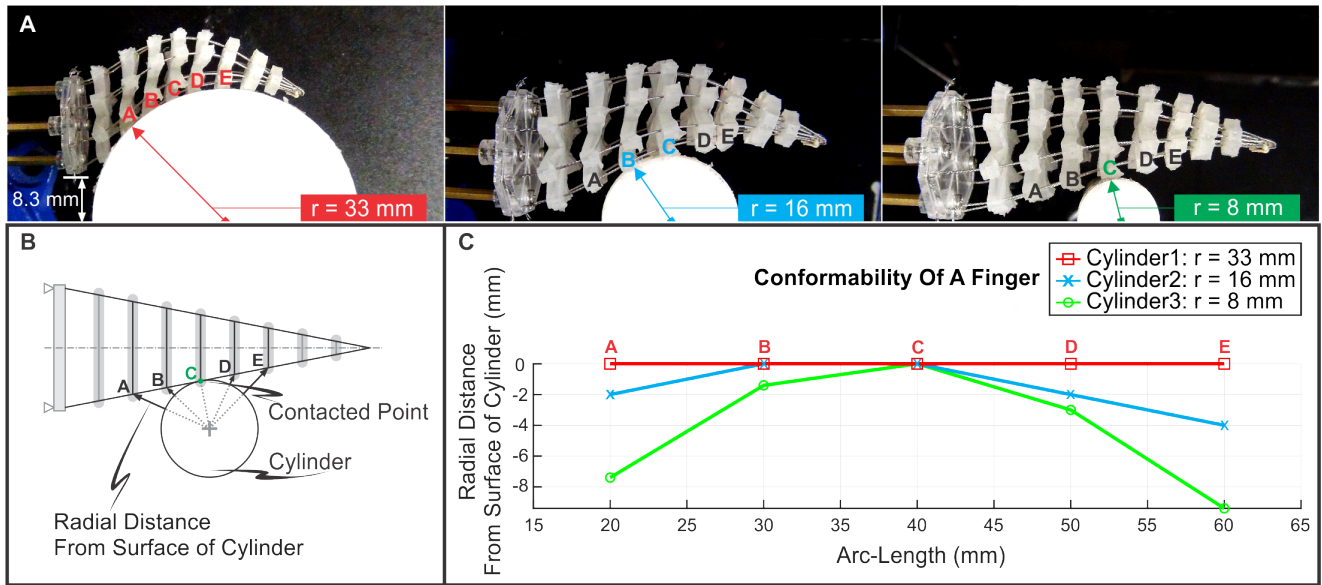 A
A
B
C
D
E
8.3 mm
r = 33 mm
A
B
C
D
E
r = 16 mm
A
B
C
D
E
r = 8 mm
B
A
B
C
D
E
Contacted Point
Cylinder
Radial Distance
From Surface of Cylinder
C
Conformability Of A Finger
Cylinder1: r = 33 mm
Cylinder2: r = 16 mm
Cylinder3: r = 8 mm
Radial Distance
From Surface of Cylinder (mm)
A
B
C
D
E
0
-2
-4
-6
-8
15
20
25
30
35
40
45
50
55
60
65
Arc-Length (mm)